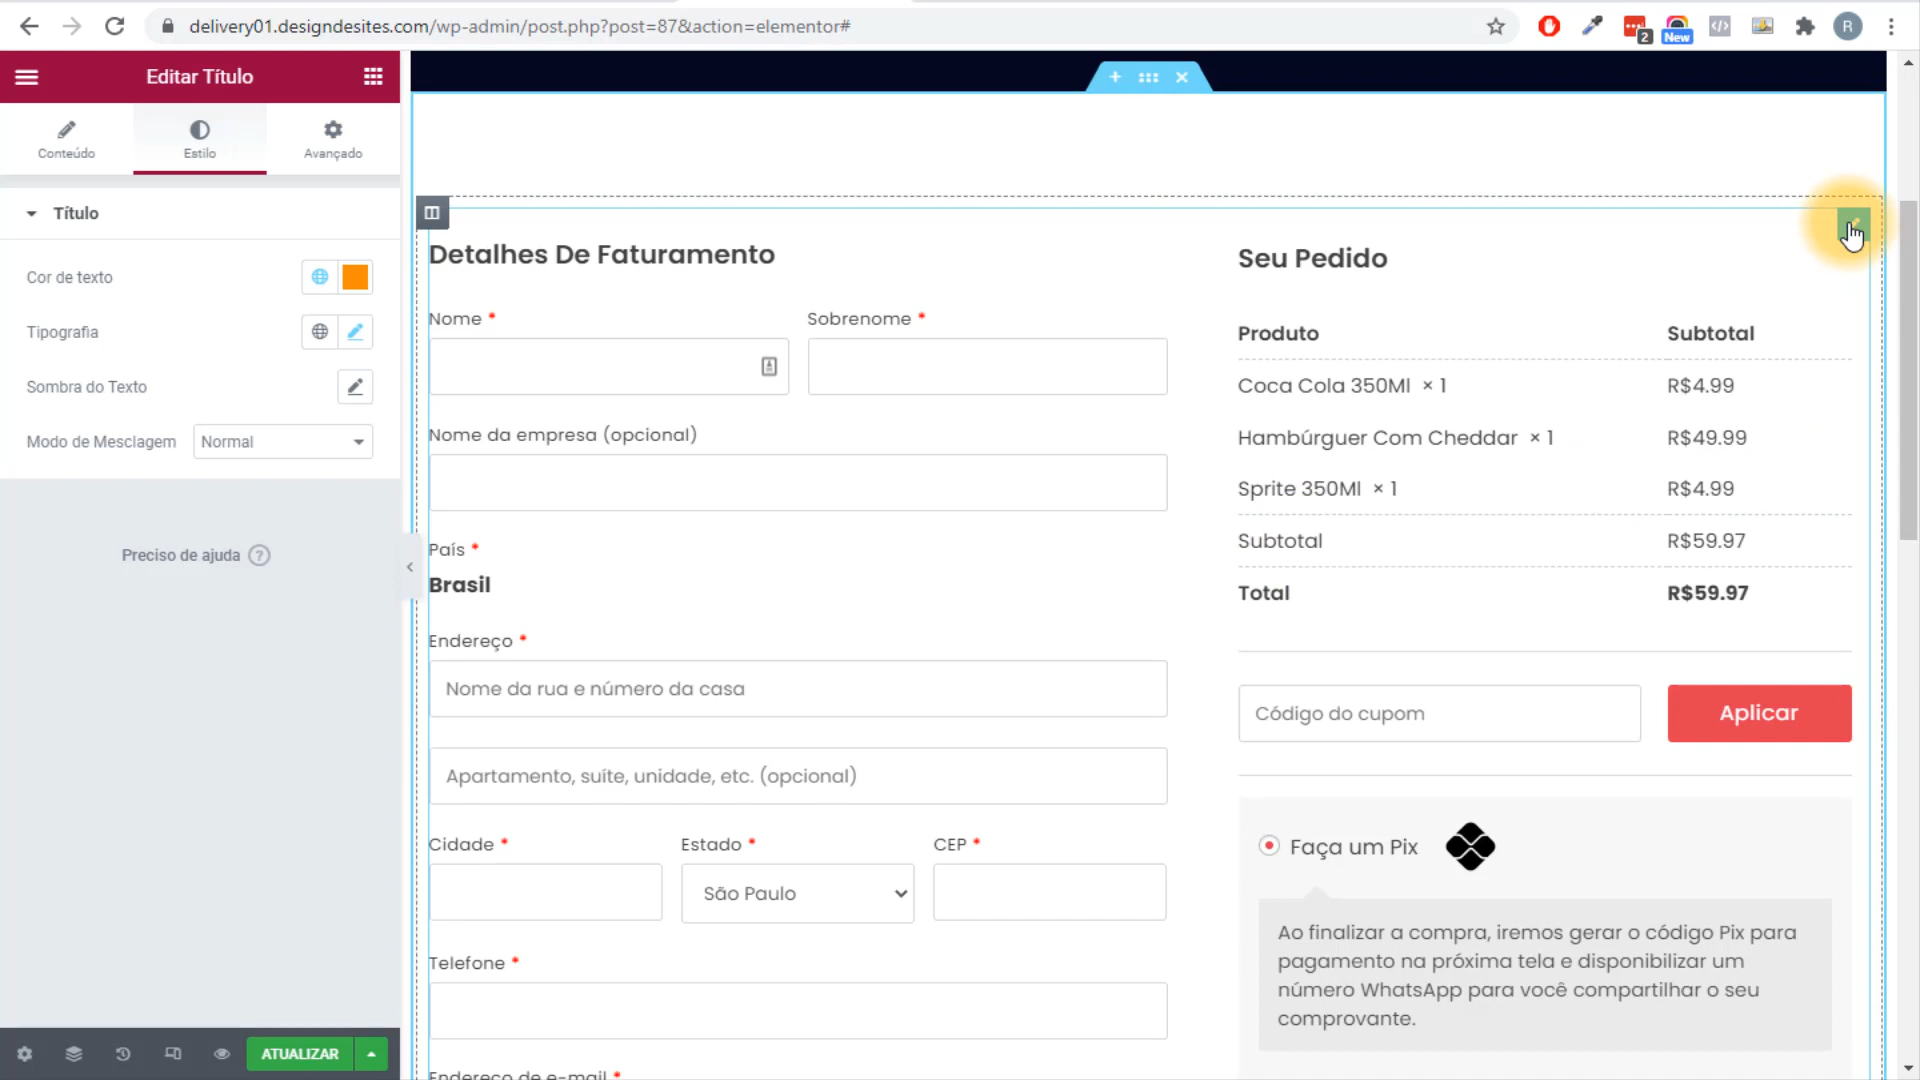 delivery01.designdesites.com/wp-admin/post.php?post=87&action=elementor#
2
New
R
Editar Título
Conteúdo
Estilo
Avançado
Título
Cor de texto
Tipografia
Sombra do Texto
Modo de Mesclagem
Normal
Preciso de ajuda ?
ATUALIZAR
Detalhes De Faturamento
Nome *
Sobrenome *
Nome da empresa (opcional)
País *
Brasil
Endereço *
Nome da rua e número da casa
Apartamento, suíte, unidade, etc. (opcional)
Cidade *
Estado *
CEP *
São Paulo
Telefone *
Endereço de e-mail *
Seu Pedido
Produto Subtotal
Coca Cola 350Ml × 1 R$4.99
Hambúrguer Com Cheddar × 1 R$49.99
Sprite 350Ml × 1 R$4.99
Subtotal R$59.97
Total R$59.97
Código do cupom
Aplicar
Faça um Pix
Ao finalizar a compra, iremos gerar o código Pix para
pagamento na próxima tela e disponibilizar um
número WhatsApp para você compartilhar o seu
comprovante.